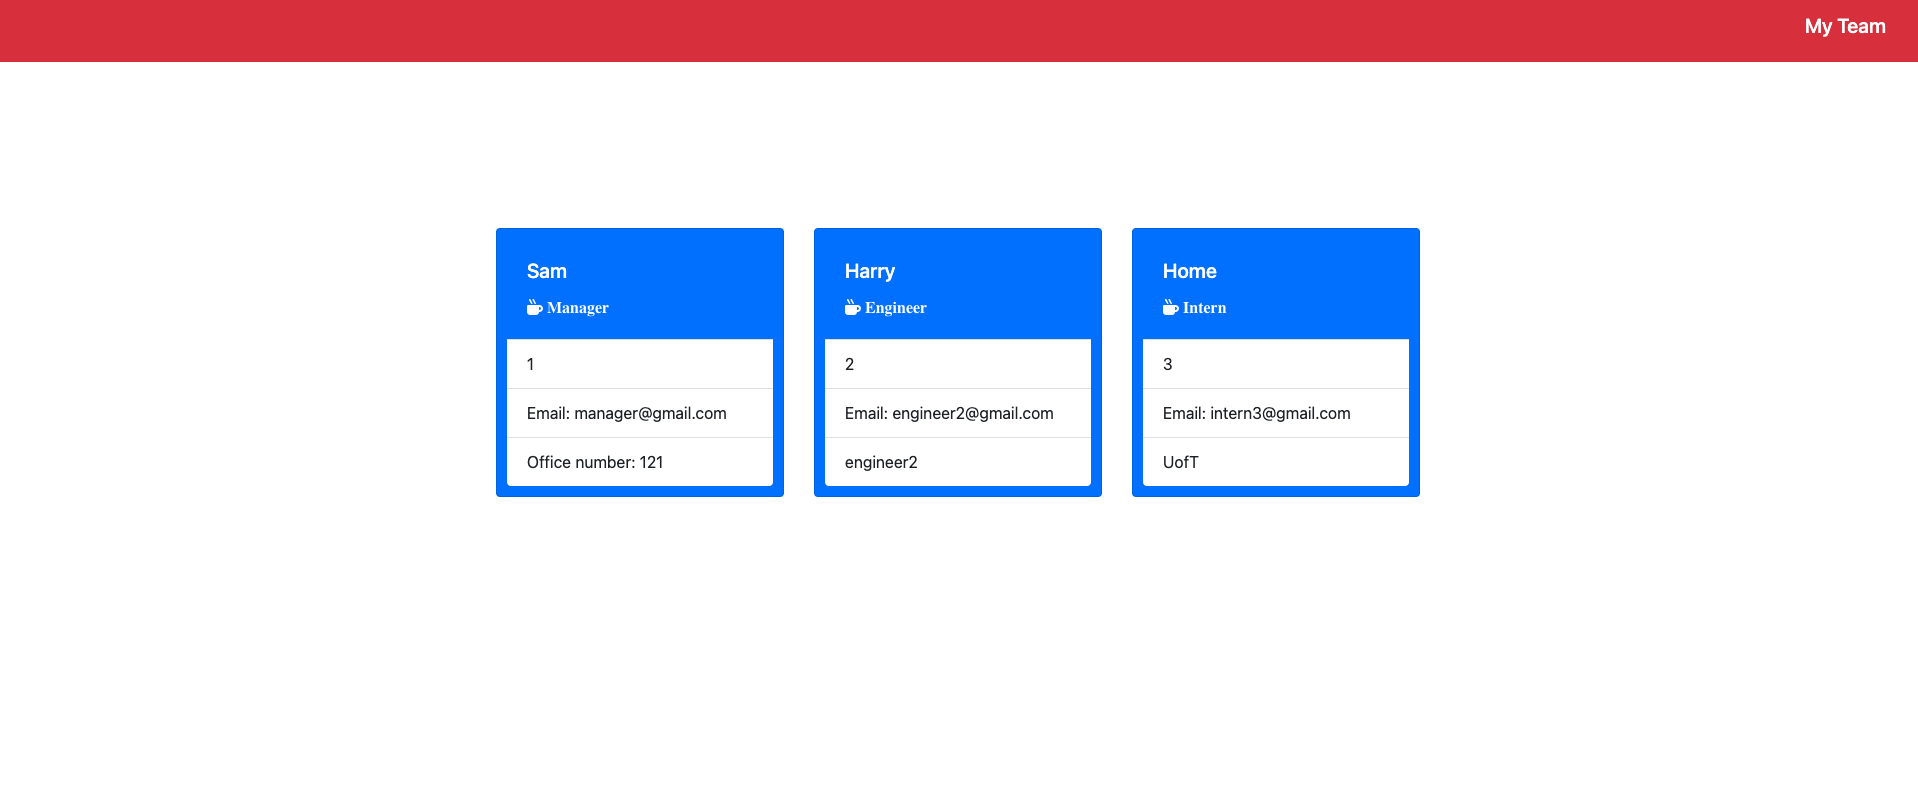 My Team
Sam
Manager
1
Email: manager@gmail.com
Office number: 121
Harry
Engineer
2
Email: engineer2@gmail.com
engineer2
Home
Intern
3
Email: intern3@gmail.com
UofT